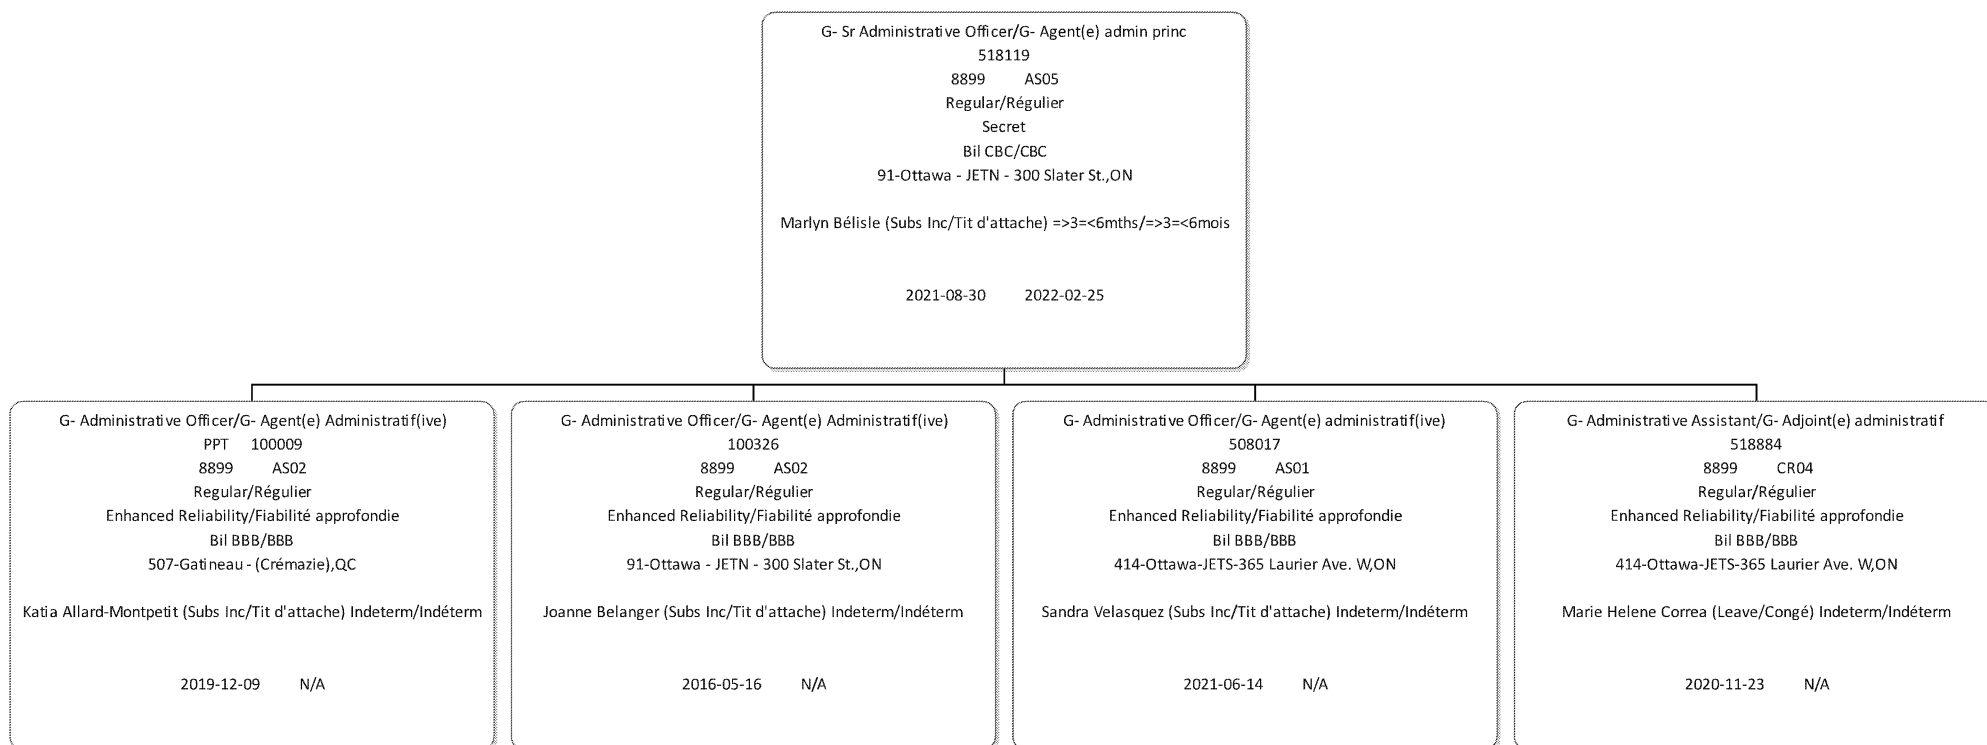 G- Sr Administrative Officer/G- Agent(e) admin princ
518119
8899 AS05
Regular/Régulier
Secret
Bil CBC/CBC
91-Ottawa - JETN - 300 Slater St.,ON
Marlyn Bélisle (Subs Inc/Tit d'attache) =>3=<6mths/=>3=<6mois
2021-08-30 2022-02-25
G- Administrative Officer/G- Agent(e) Administratif(ive)
PPT 100009
8899 AS02
Regular/Régulier
Enhanced Reliability/Fiabilité approfondie
Bil BBB/BBB
507-Gatineau - (Crémazie),QC
Katia Allard-Montpetit (Subs Inc/Tit d'attache) Indeterm/Indéterm
2019-12-09 N/A
G- Administrative Officer/G- Agent(e) Administratif(ive)
100326
8899 AS02
Regular/Régulier
Enhanced Reliability/Fiabilité approfondie
Bil BBB/BBB
91-Ottawa - JETN - 300 Slater St.,ON
Joanne Belanger (Subs Inc/Tit d'attache) Indeterm/Indéterm
2016-05-16 N/A
G- Administrative Officer/G- Agent(e) administratif(ive)
508017
8899 AS01
Regular/Régulier
Enhanced Reliability/Fiabilité approfondie
Bil BBB/BBB
414-Ottawa-JETS-365 Laurier Ave. W,ON
Sandra Velasquez (Subs Inc/Tit d'attache) Indeterm/Indéterm
2021-06-14 N/A
G- Administrative Assistant/G- Adjoint(e) administratif
518884
8899 CR04
Regular/Régulier
Enhanced Reliability/Fiabilité approfondie
Bil BBB/BBB
414-Ottawa-JETS-365 Laurier Ave. W,ON
Marie Helene Correa (Leave/Congé) Indeterm/Indéterm
2020-11-23 N/A